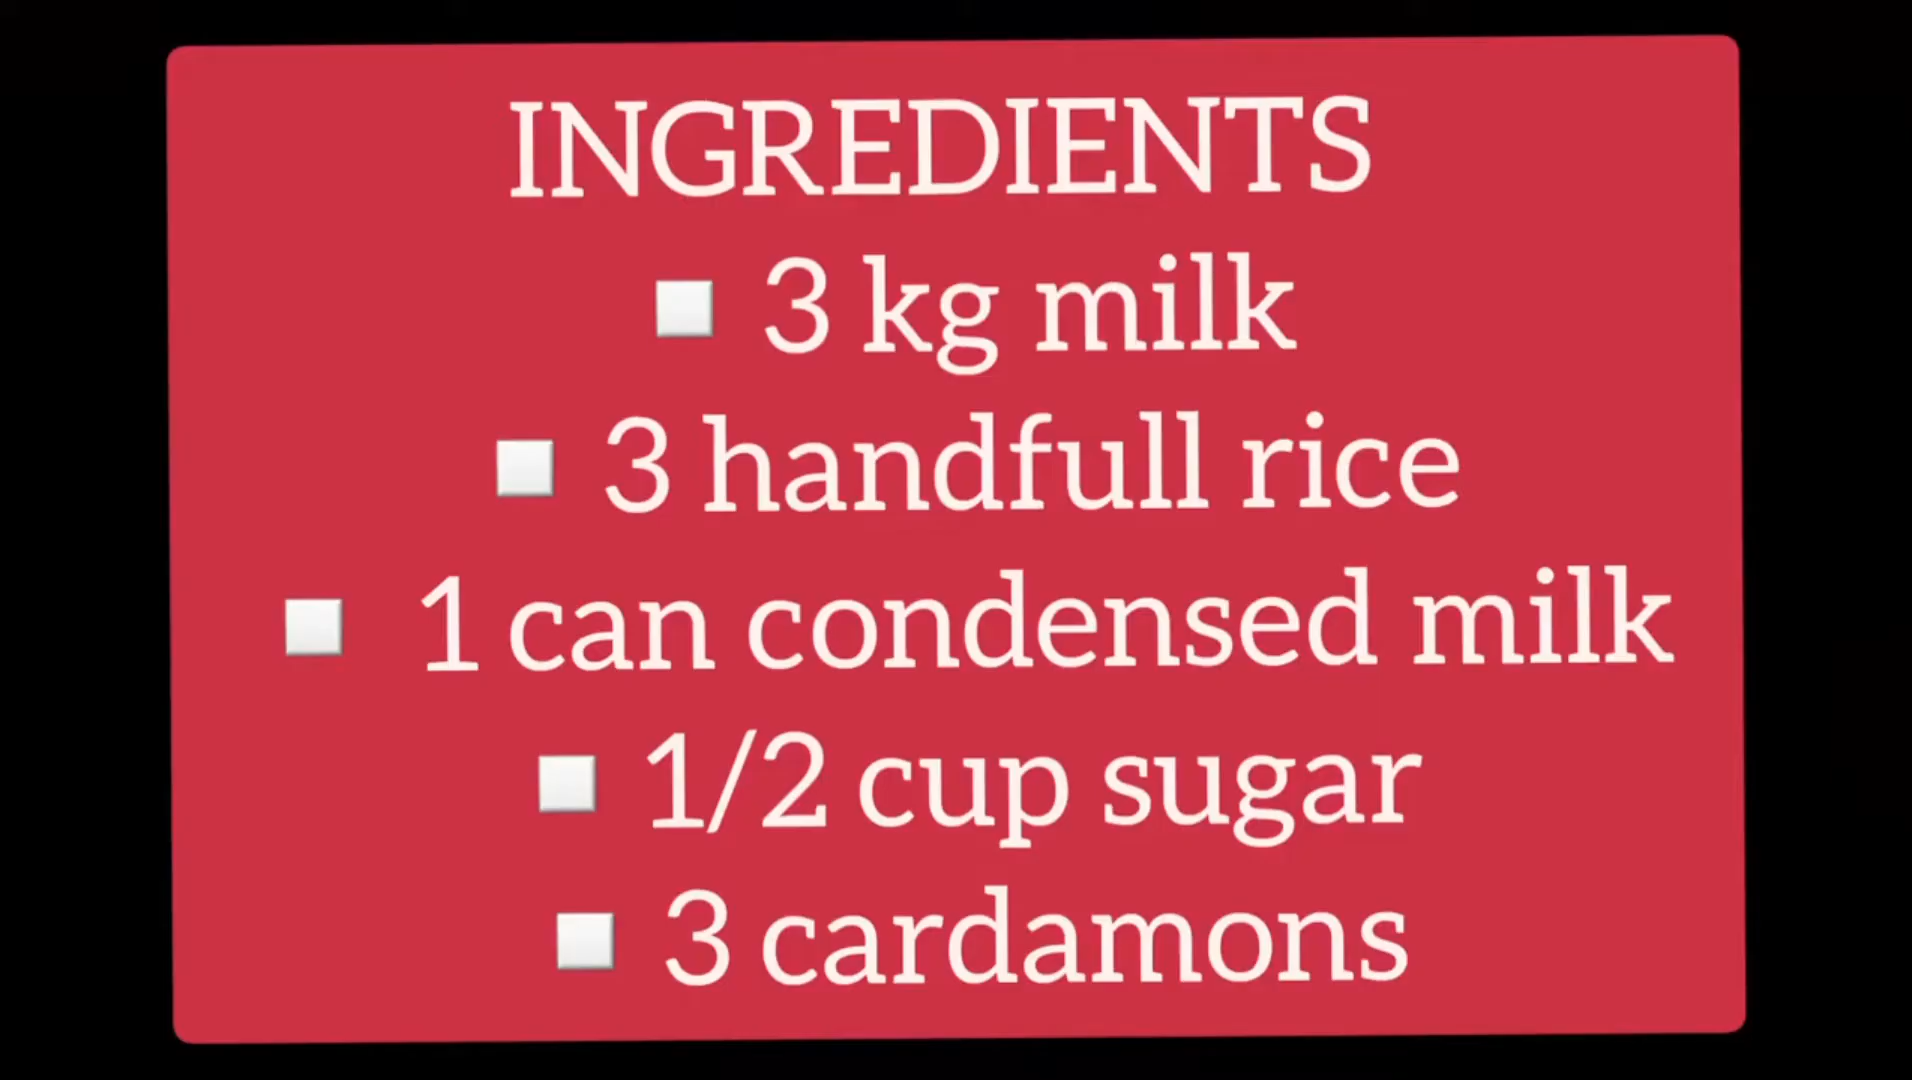 INGREDIENTS
◻️ 3 kg milk
◻️ 3 handfull rice
◻️ 1 can condensed milk
◻️ 1/2 cup sugar
◻️ 3 cardamons